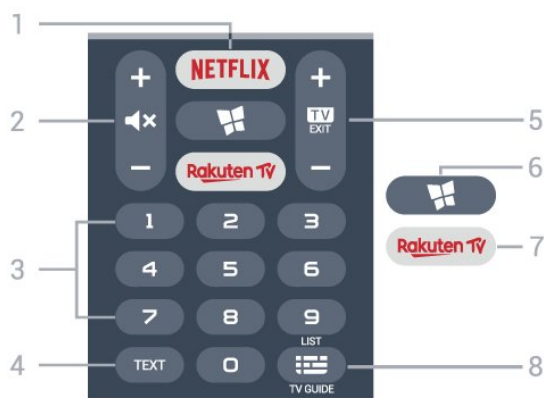 1
NETFLIX
+ +
2
TV
EXIT
5
- -
6
Rakuten TV
Rakuten TV
7
1 2 3
3
4 5 6
7 8 9
LIST
4
TEXT
0
8
TV GUIDE